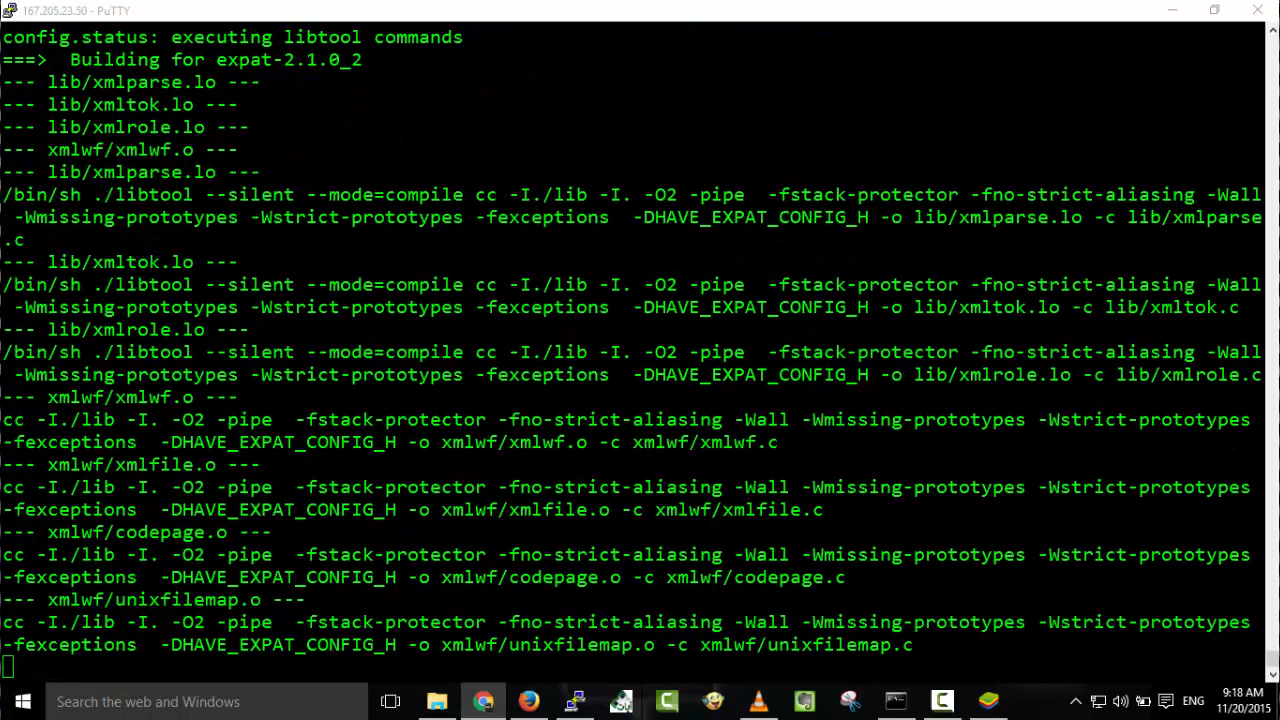 167.205.23.50 - PuTTY
config.status: executing libtool commands
===>  Building for expat-2.1.0_2
--- lib/xmlparse.lo ---
--- lib/xmltok.lo ---
--- lib/xmlrole.lo ---
--- xmlwf/xmlwf.o ---
--- lib/xmlparse.lo ---
/bin/sh ./libtool --silent --mode=compile cc -I./lib -I. -O2 -pipe  -fstack-protector -fno-strict-aliasing -Wall
-Wmissing-prototypes -Wstrict-prototypes -fexceptions  -DHAVE_EXPAT_CONFIG_H -o lib/xmlparse.lo -c lib/xmlparse
.c
--- lib/xmltok.lo ---
/bin/sh ./libtool --silent --mode=compile cc -I./lib -I. -O2 -pipe  -fstack-protector -fno-strict-aliasing -Wall
-Wmissing-prototypes -Wstrict-prototypes -fexceptions  -DHAVE_EXPAT_CONFIG_H -o lib/xmltok.lo -c lib/xmltok.c
--- lib/xmlrole.lo ---
/bin/sh ./libtool --silent --mode=compile cc -I./lib -I. -O2 -pipe  -fstack-protector -fno-strict-aliasing -Wall
-Wmissing-prototypes -Wstrict-prototypes -fexceptions  -DHAVE_EXPAT_CONFIG_H -o lib/xmlrole.lo -c lib/xmlrole.c
--- xmlwf/xmlwf.o ---
cc -I./lib -I. -O2 -pipe  -fstack-protector -fno-strict-aliasing -Wall -Wmissing-prototypes -Wstrict-prototypes
-fexceptions  -DHAVE_EXPAT_CONFIG_H -o xmlwf/xmlwf.o -c xmlwf/xmlwf.c
--- xmlwf/xmlfile.o ---
cc -I./lib -I. -O2 -pipe  -fstack-protector -fno-strict-aliasing -Wall -Wmissing-prototypes -Wstrict-prototypes
-fexceptions  -DHAVE_EXPAT_CONFIG_H -o xmlwf/xmlfile.o -c xmlwf/xmlfile.c
--- xmlwf/codepage.o ---
cc -I./lib -I. -O2 -pipe  -fstack-protector -fno-strict-aliasing -Wall -Wmissing-prototypes -Wstrict-prototypes
-fexceptions  -DHAVE_EXPAT_CONFIG_H -o xmlwf/codepage.o -c xmlwf/codepage.c
--- xmlwf/unixfilemap.o ---
cc -I./lib -I. -O2 -pipe  -fstack-protector -fno-strict-aliasing -Wall -Wmissing-prototypes -Wstrict-prototypes
-fexceptions  -DHAVE_EXPAT_CONFIG_H -o xmlwf/unixfilemap.o -c xmlwf/unixfilemap.c
Search the web and Windows
ENG
9:18 AM
11/20/2015